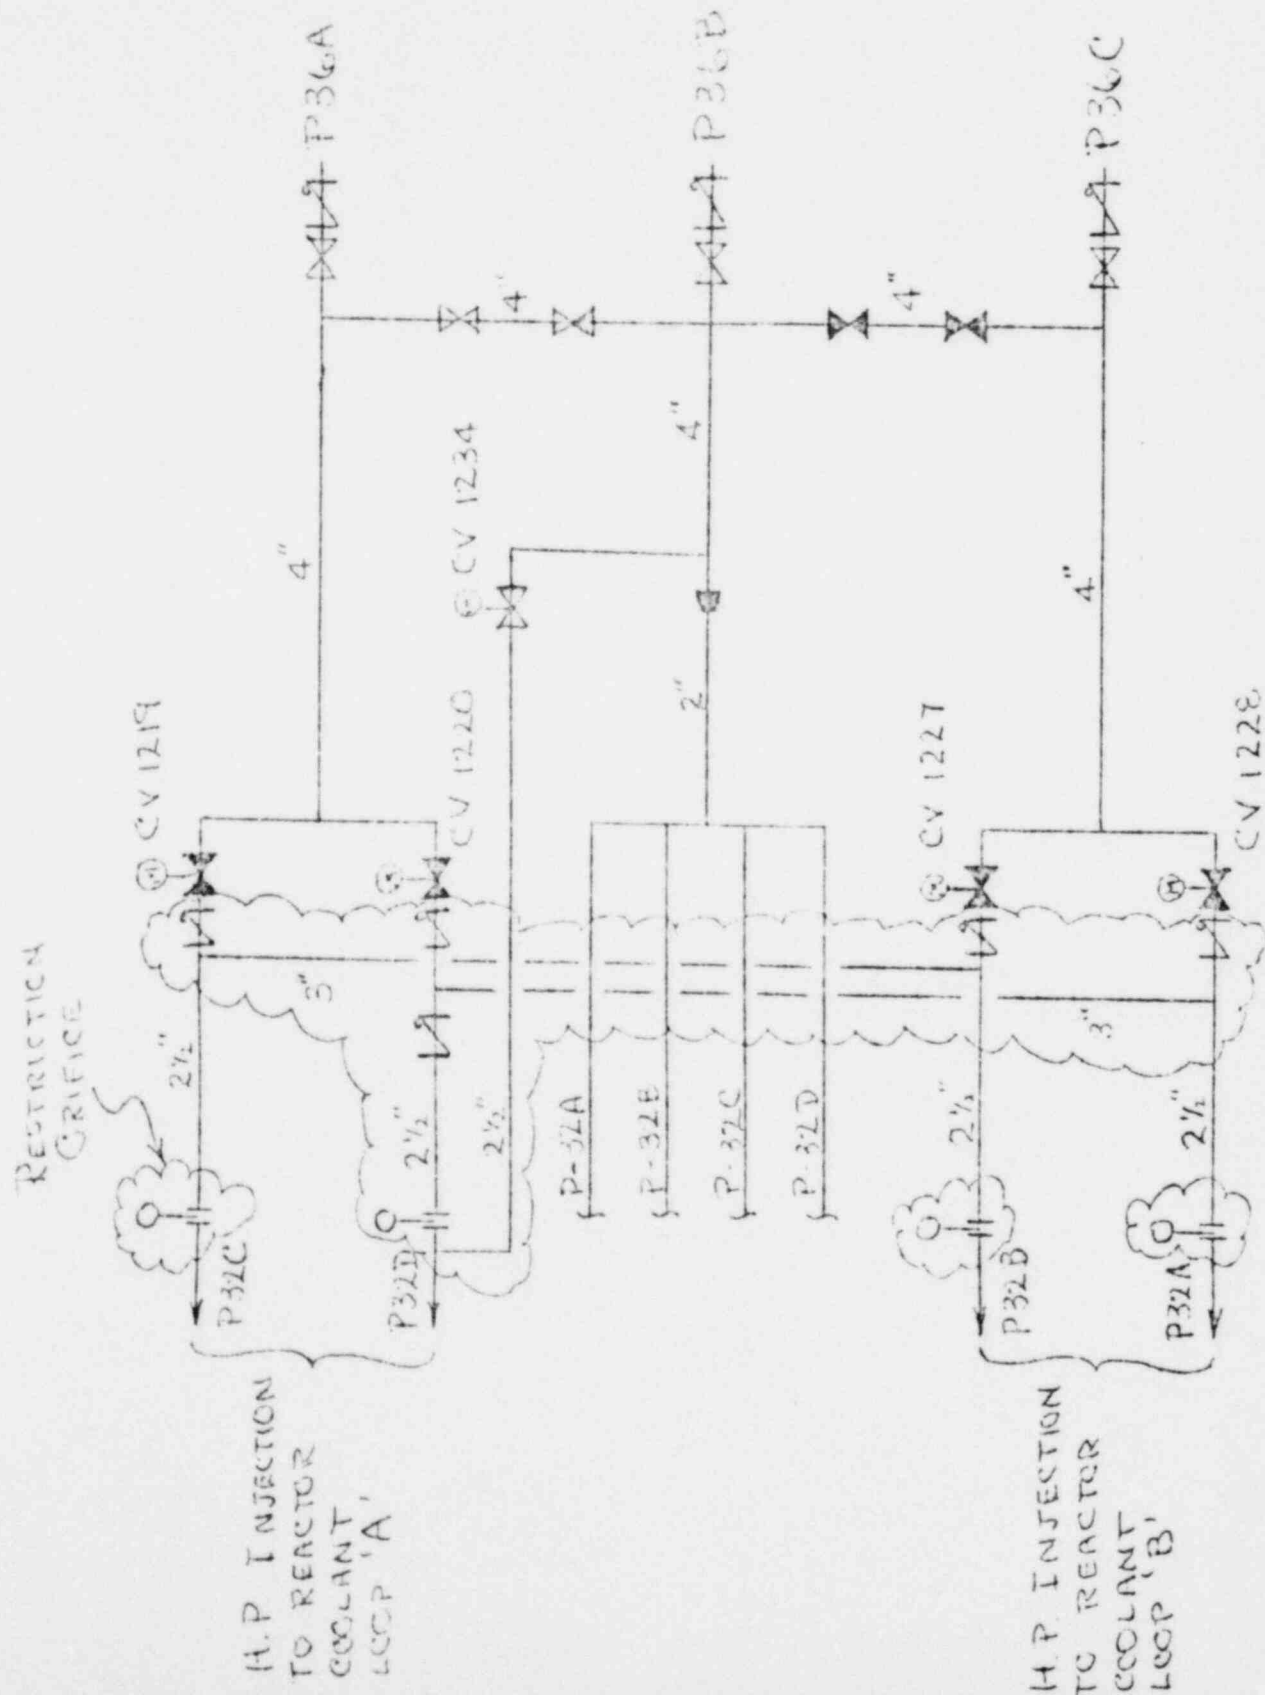 P36A
P36B
P36C
4"
4"
4"
4"
4"
CV 1234
CV 1219
CV 1220
2"
CV 1227
CV 1228
RESTRICTION
ORIFICE
3"
3"
2½"
2½"
2½"
2½"
2½"
P-32A
P-32B
P-32C
P-32D
P32C
P32D
P32B
P32A
H.P INJECTION
TO REACTOR
COOLANT
LOOP 'A'
H.P. INJECTION
TO REACTOR
COOLANT
LOOP 'B'